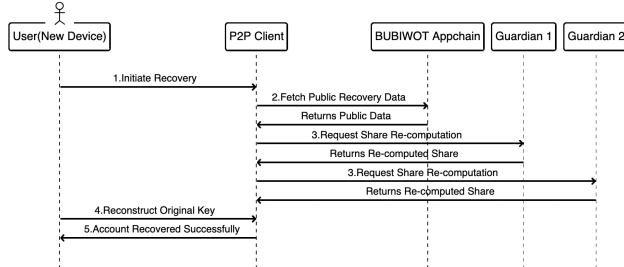 User(New Device)
P2P Client
BUBIWOT Appchain
Guardian 1
Guardian 2
1.Initiate Recovery
2.Fetch Public Recovery Data
Returns Public Data
3.Request Share Re-computation
Returns Re-computed Share
3.Request Share Re-computation
Returns Re-computed Share
4.Reconstruct Original Key
5.Account Recovered Successfully